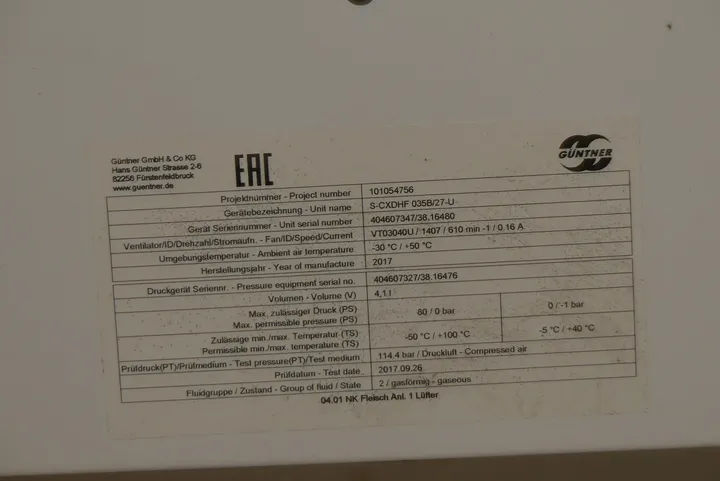 Güntner GmbH & Co KG
Hans Güntner Strasse 2-6
82256 Fürstenfeldbruck
www.guentner.de
EAC
GÜNTNER
Projektnummer - Project number 101054756
Gerätebezeichnung - Unit name S-CXDHF 035B/27-U
Gerät Seriennummer - Unit serial number 404607347/38.16480
Ventilator/ID/Drehzahl/Stromaufn. - Fan/ID/Speed/Current VT03040U / 1407 / 610 min -1 / 0.16 A
Umgebungstemperatur - Ambient air temperature -30 °C / +50 °C
Herstellungsjahr - Year of manufacture 2017
Druckgerät Seriennr. - Pressure equipment serial no. 404607327/38.16476
Volumen - Volume (V) 4,1 l
Max. zulässiger Druck (PS)
Max. permissible pressure (PS) 80 / 0 bar 0 / -1 bar
Zulässige min./max. Temperatur (TS)
Permissible min./max. temperature (TS) -50 °C / +100 °C -5 °C / +40 °C
Prüfdruck(PT)/Prüfmedium - Test pressure(PT)/Test medium 114,4 bar / Druckluft - Compressed air
Prüfdatum - Test date 2017.09.26
Fluidgruppe / Zustand - Group of fluid / State 2 / gasförmig - gaseous
04.01 NK Fleisch Anl. 1 Lüfter